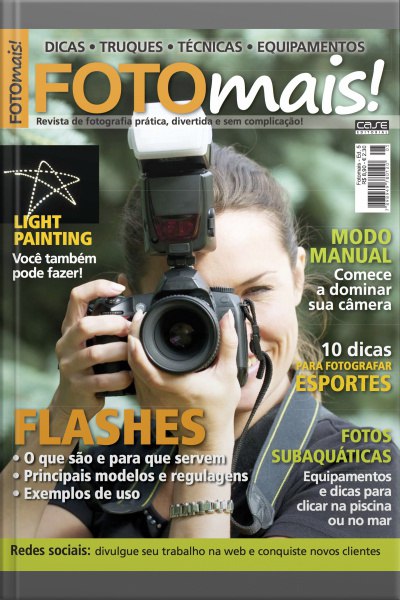 DICAS • TRUQUES • TÉCNICAS • EQUIPAMENTOS
FOTOmais!
FOTOmais!
Revista de fotografia prática, divertida e sem complicação!
CASE
EDITORIAL
LIGHT
PAINTING
Você também
pode fazer!
MODO
MANUAL
Comece
a dominar
sua câmera
10 dicas
PARA FOTOGRAFAR
ESPORTES
FLASHES
• O que são e para que servem
• Principais modelos e regulagens
• Exemplos de uso
FOTOS
SUBAQUÁTICAS
Equipamentos
e dicas para
clicar na piscina
ou no mar
Redes sociais: divulgue seu trabalho na web e conquiste novos clientes